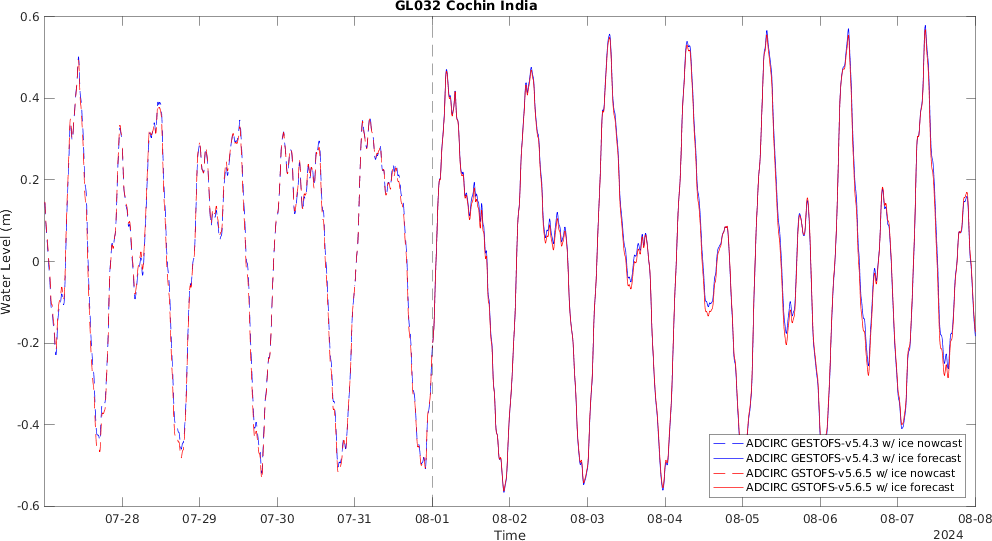 GL032 Cochin India
0.6
0.4
0.2
0
-0.2
-0.4
-0.6
Water Level (m)
ADCIRC GESTOFS-v5.4.3 w/ ice nowcast
ADCIRC GESTOFS-v5.4.3 w/ ice forecast
ADCIRC GSTOFS-v5.6.5 w/ ice nowcast
ADCIRC GSTOFS-v5.6.5 w/ ice forecast
07-28 07-29 07-30 07-31 08-01 08-02 08-03 08-04 08-05 08-06 08-07 08-08
Time
2024